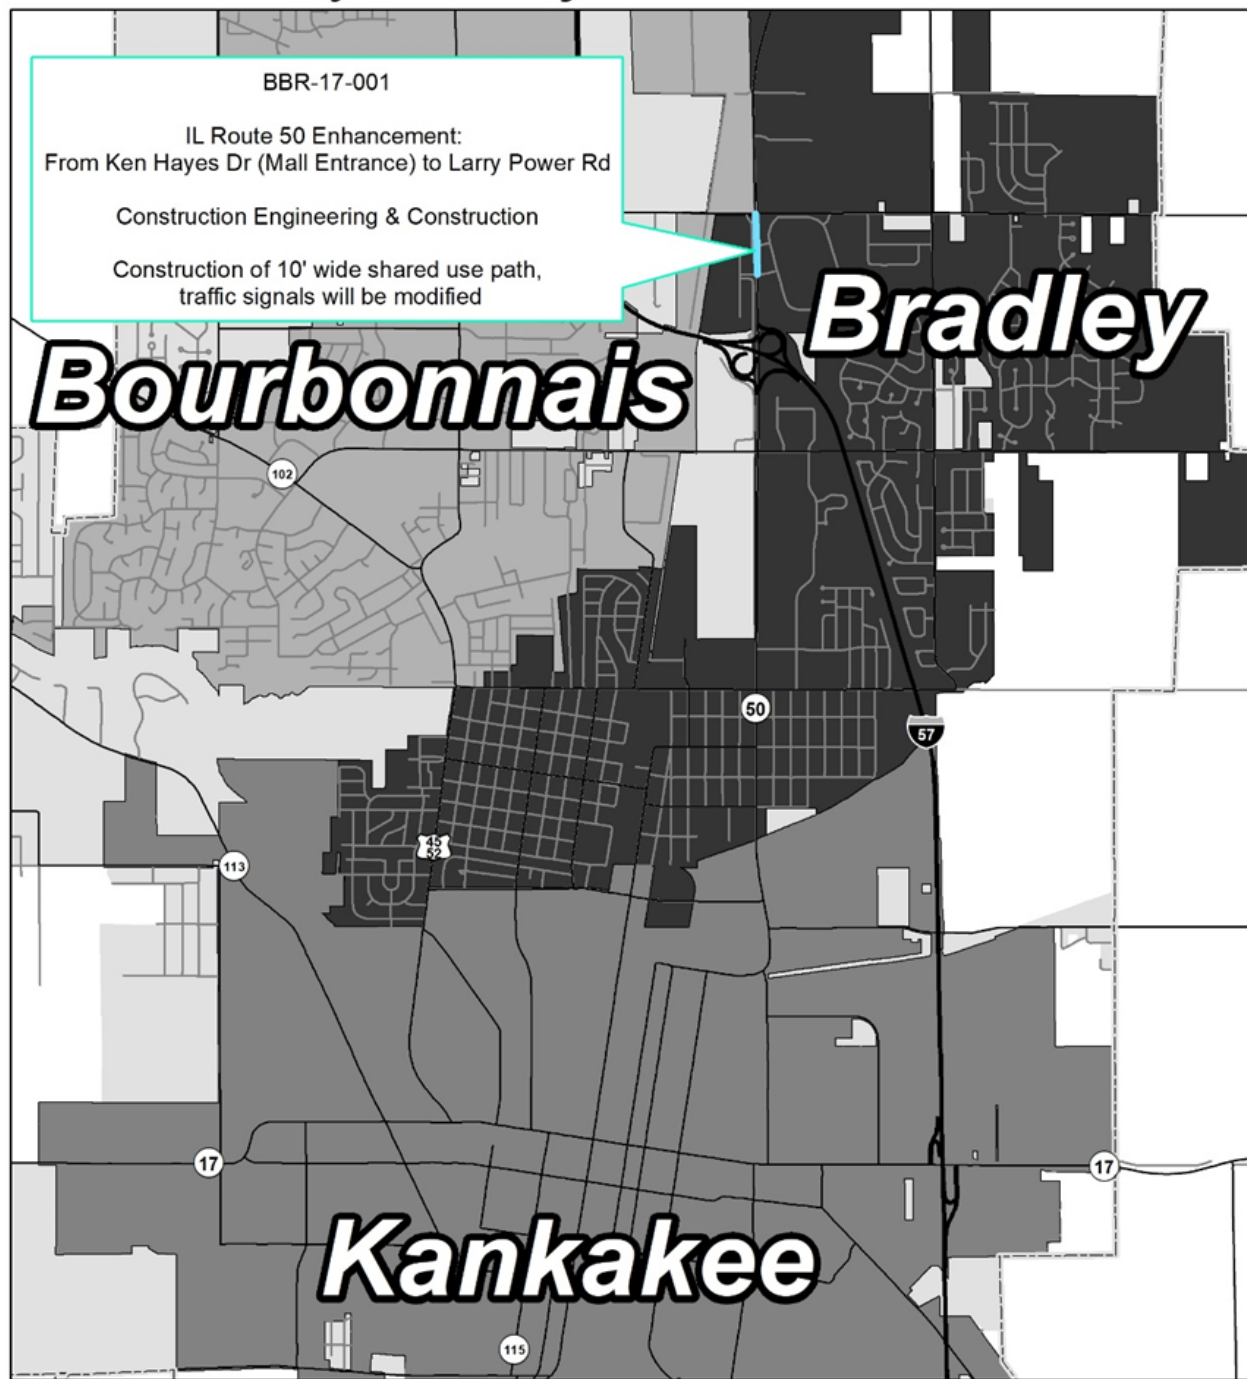 BBR-17-001
IL Route 50 Enhancement:
From Ken Hayes Dr (Mall Entrance) to Larry Power Rd
Construction Engineering & Construction
Construction of 10' wide shared use path,
traffic signals will be modified
Bradley
Bourbonnais
102
50
57
45
52
113
17
17
Kankakee
115